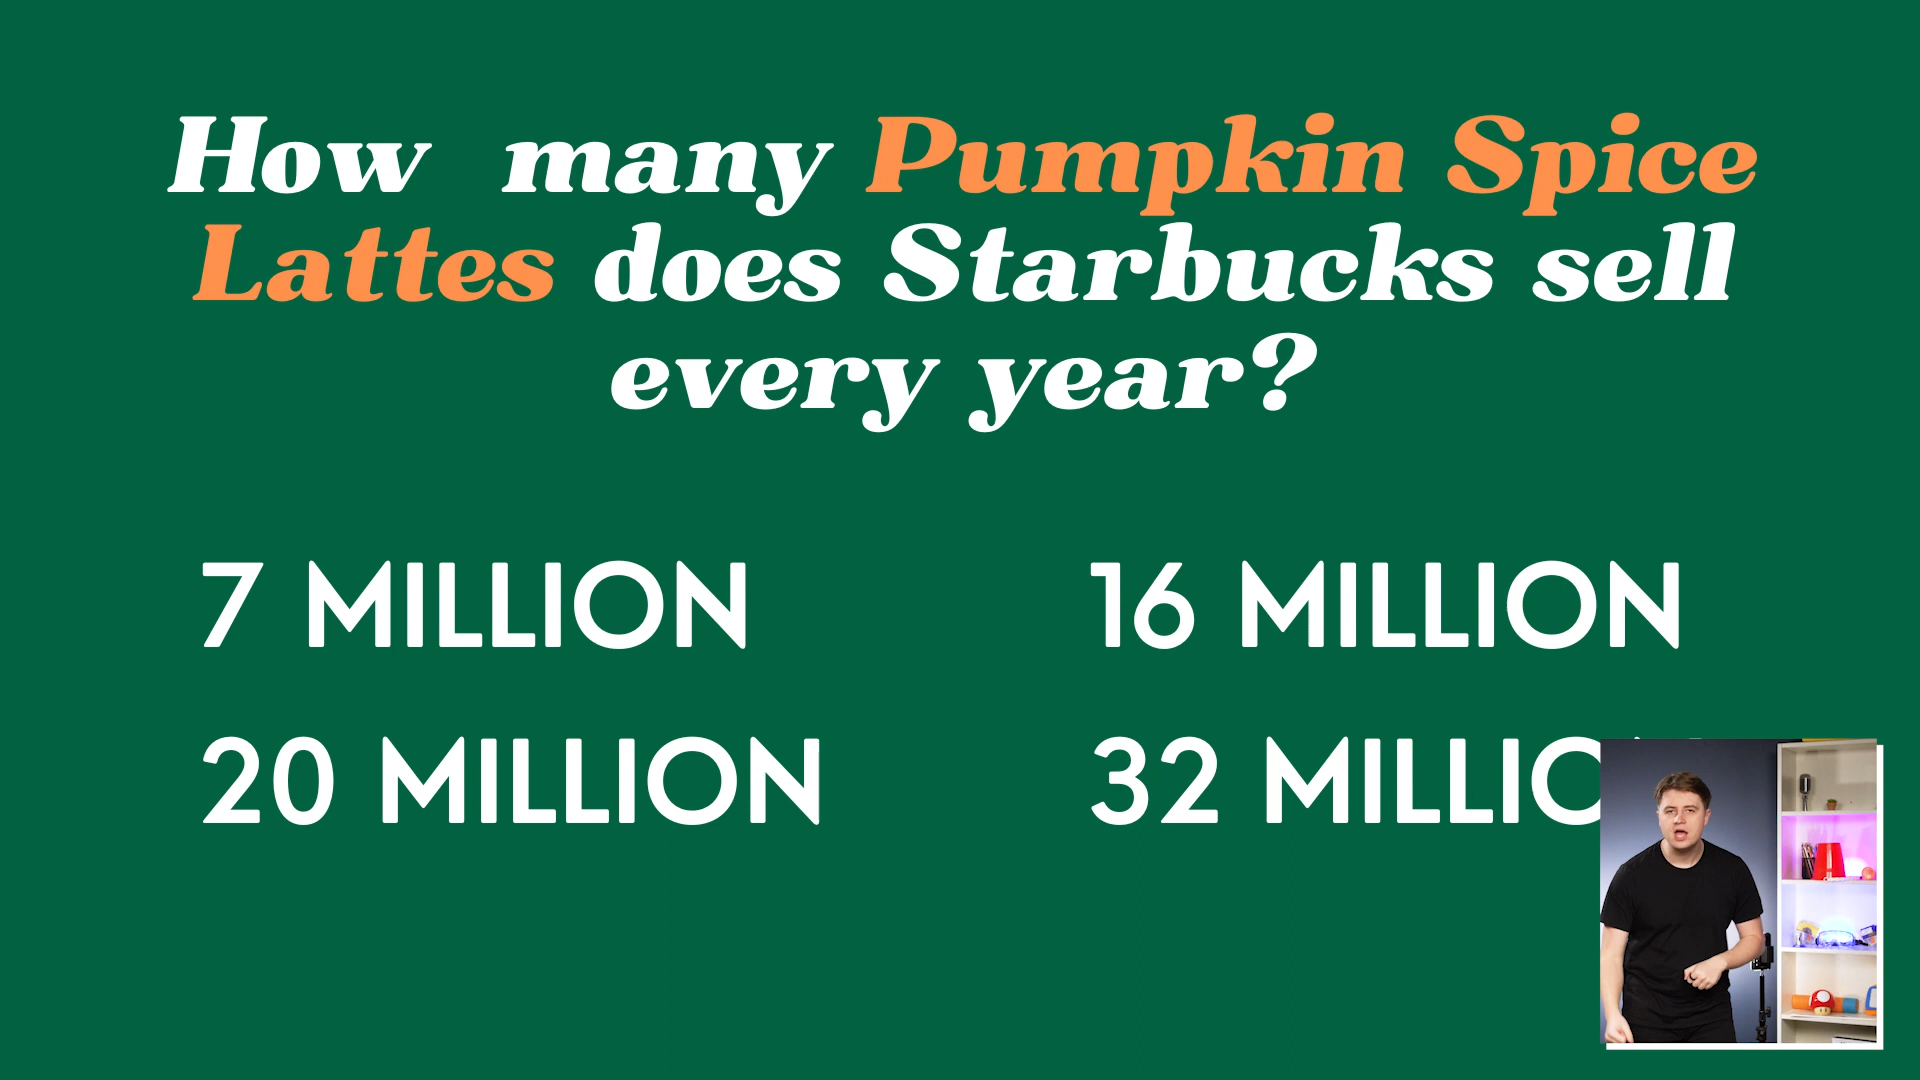 How many Pumpkin Spice
Lattes does Starbucks sell
every year?
7 MILLION
16 MILLION
20 MILLION
32 MILLIO